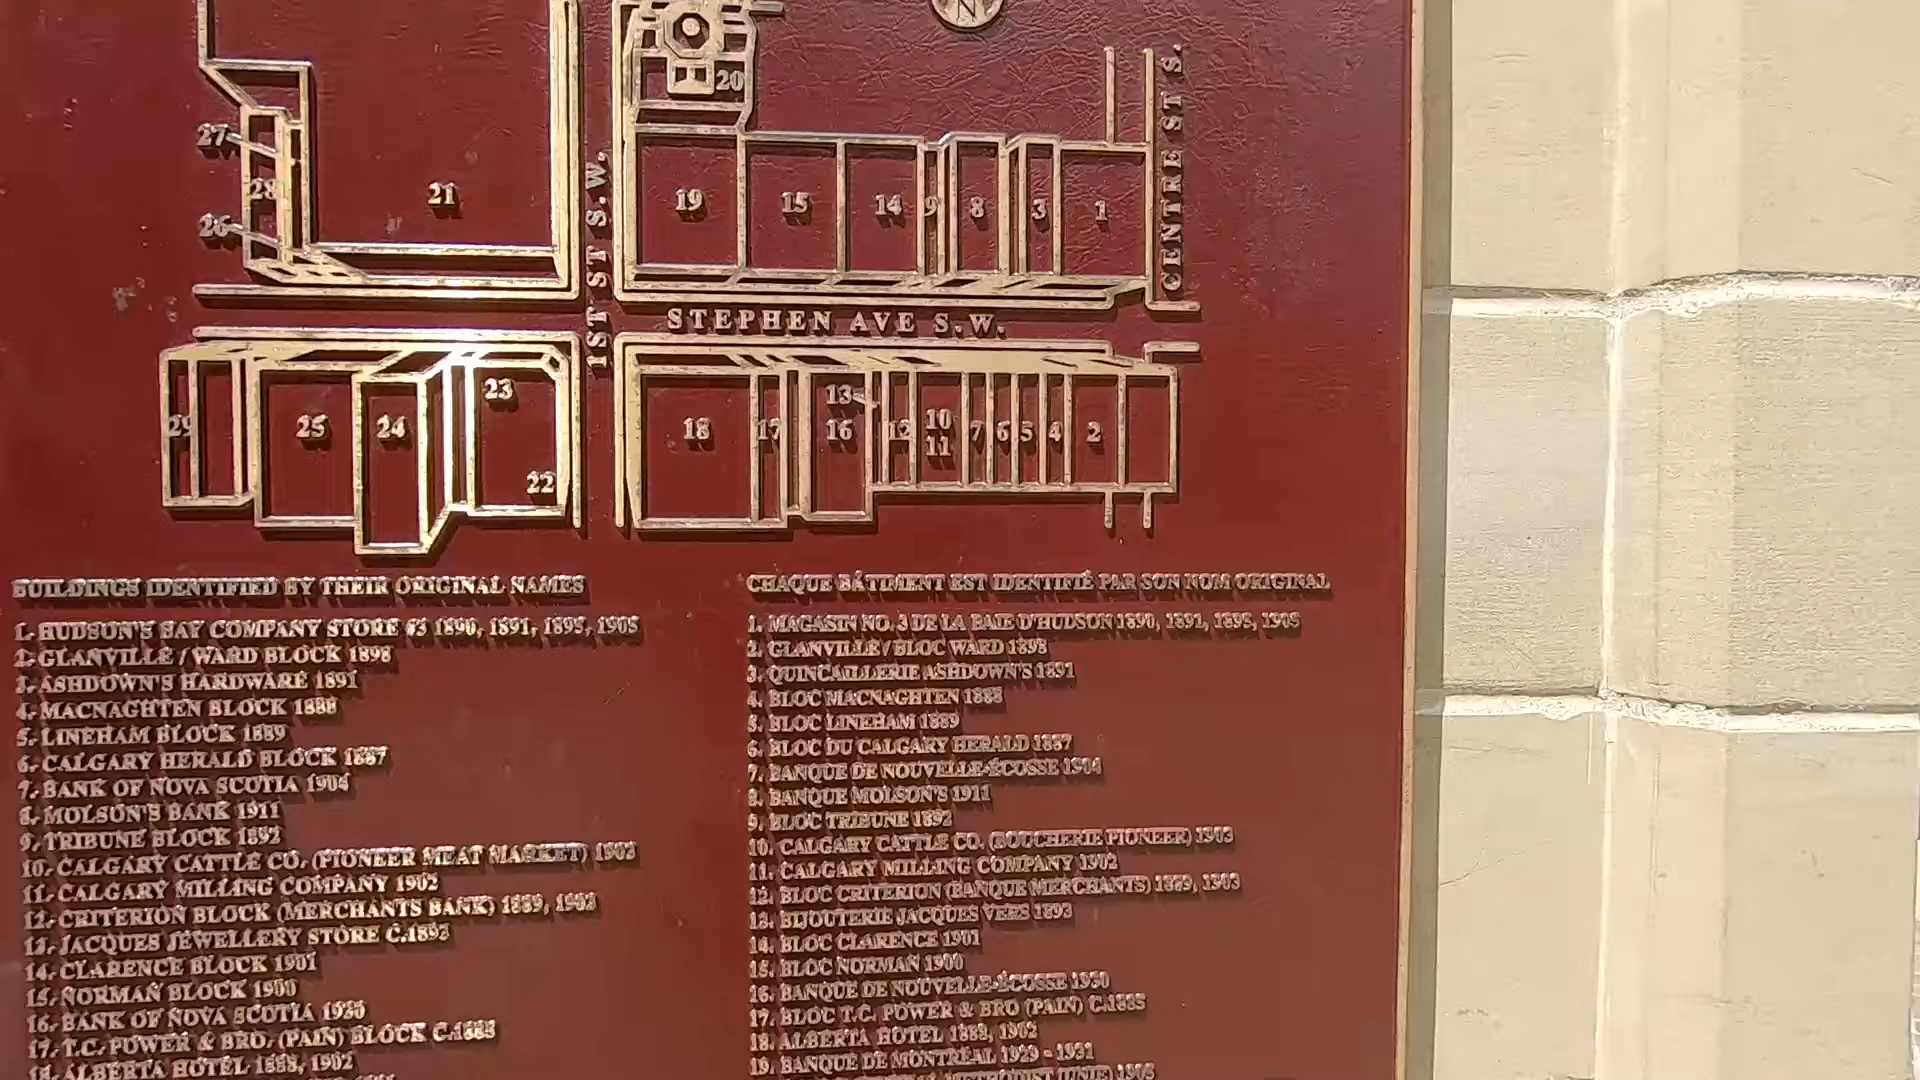 N
20
27
28
26
21
19
15
14
9
8
3
1
1ST ST S.W.
CENTRE ST S.
STEPHEN AVE S.W.
29
25
24
23
22
18
17
13
16
12
10
11
7
6
5
4
2
BUILDINGS IDENTIFIED BY THEIR ORIGINAL NAMES
1. HUDSON'S BAY COMPANY STORE #3 1890, 1891, 1895, 1905
2. GLANVILLE / WARD BLOCK 1898
3. ASHDOWN'S HARDWARE 1891
4. MACNAGHTEN BLOCK 1888
5. LINEHAM BLOCK 1889
6. CALGARY HERALD BLOCK 1887
7. BANK OF NOVA SCOTIA 1904
8. MOLSON'S BANK 1911
9. TRIBUNE BLOCK 1892
10. CALGARY CATTLE CO. (PIONEER MEAT MARKET) 1903
11. CALGARY MILLING COMPANY 1902
12. CRITERION BLOCK (MERCHANTS BANK) 1889, 1903
13. JACQUES JEWELLERY STORE C.1893
14. CLARENCE BLOCK 1901
15. NORMAN BLOCK 1900
16. BANK OF NOVA SCOTIA 1930
17. T.C. POWER & BRO. (PAIN) BLOCK C.1885
18. ALBERTA HOTEL 1888, 1902
CHAQUE BÂTIMENT EST IDENTIFIÉ PAR SON NOM ORIGINAL
1. MAGASIN NO. 3 DE LA BAIE D'HUDSON 1890, 1891, 1895, 1905
2. GLANVILLE / BLOC WARD 1898
3. QUINCAILLERIE ASHDOWN'S 1891
4. BLOC MACNAGHTEN 1888
5. BLOC LINEHAM 1889
6. BLOC DU CALGARY HERALD 1887
7. BANQUE DE NOUVELLE-ÉCOSSE 1904
8. BANQUE MOLSON'S 1911
9. BLOC TRIBUNE 1892
10. CALGARY CATTLE CO. (BOUCHERIE PIONEER) 1903
11. CALGARY MILLING COMPANY 1902
12. BLOC CRITERION (BANQUE MERCHANTS) 1889, 1903
13. BIJOUTERIE JACQUES VERS 1893
14. BLOC CLARENCE 1901
15. BLOC NORMAN 1900
16. BANQUE DE NOUVELLE-ÉCOSSE 1930
17. BLOC T.C. POWER & BRO (PAIN) C.1885
18. ALBERTA HOTEL 1888, 1902
19. BANQUE DE MONTRÉAL 1929 - 1931